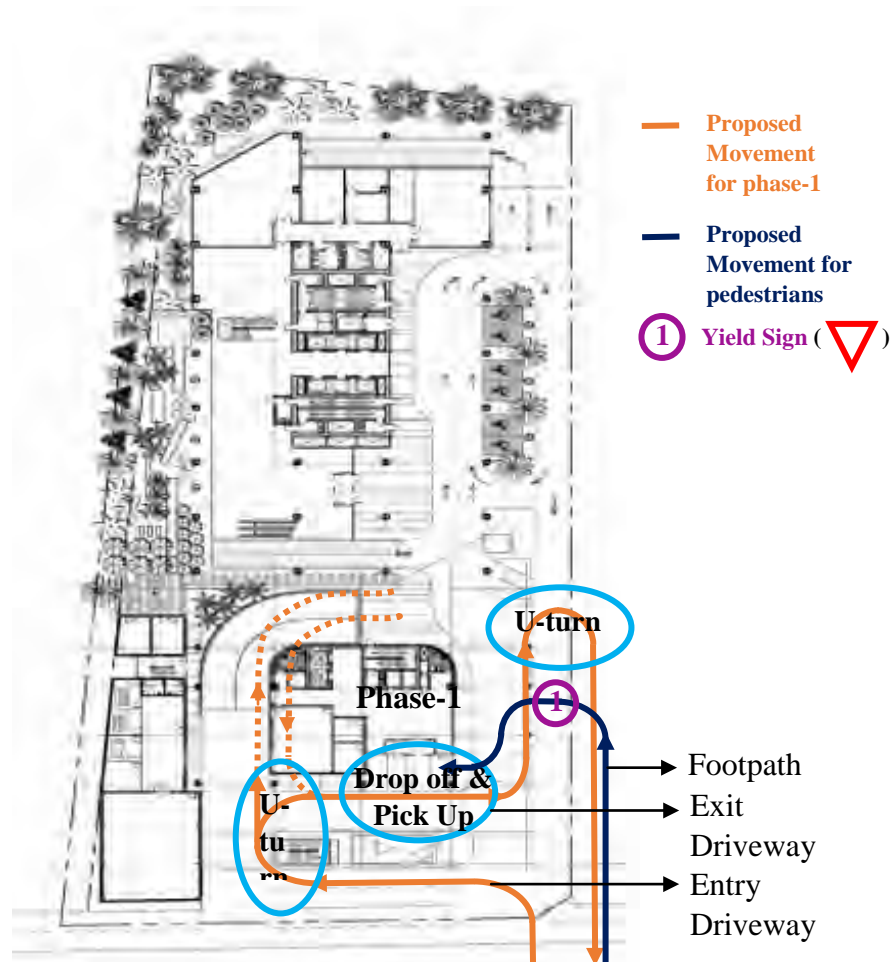 Proposed
Movement
for phase-1
Proposed
Movement for
pedestrians
1 Yield Sign ( )
U-turn
1
Phase-1
Drop off &
Pick Up
U-
tu
rn
Footpath
Exit
Driveway
Entry
Driveway